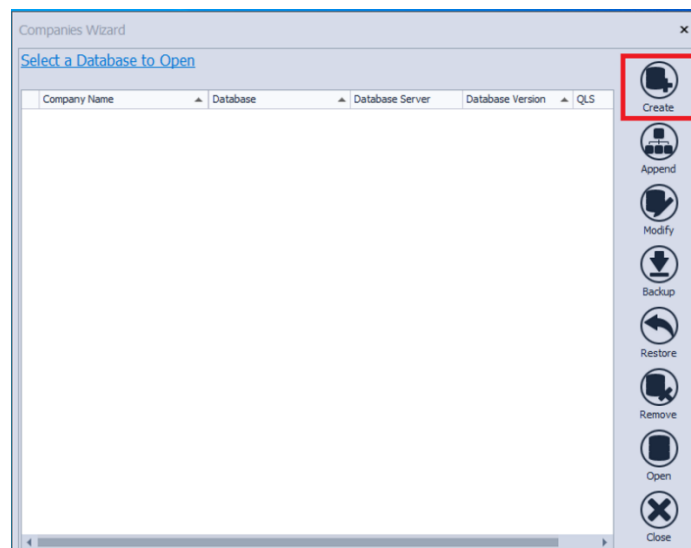 Companies Wizard
Select a Database to Open
Company Name Database Database Server Database Version QLS
Create
Append
Modify
Backup
Restore
Remove
Open
Close